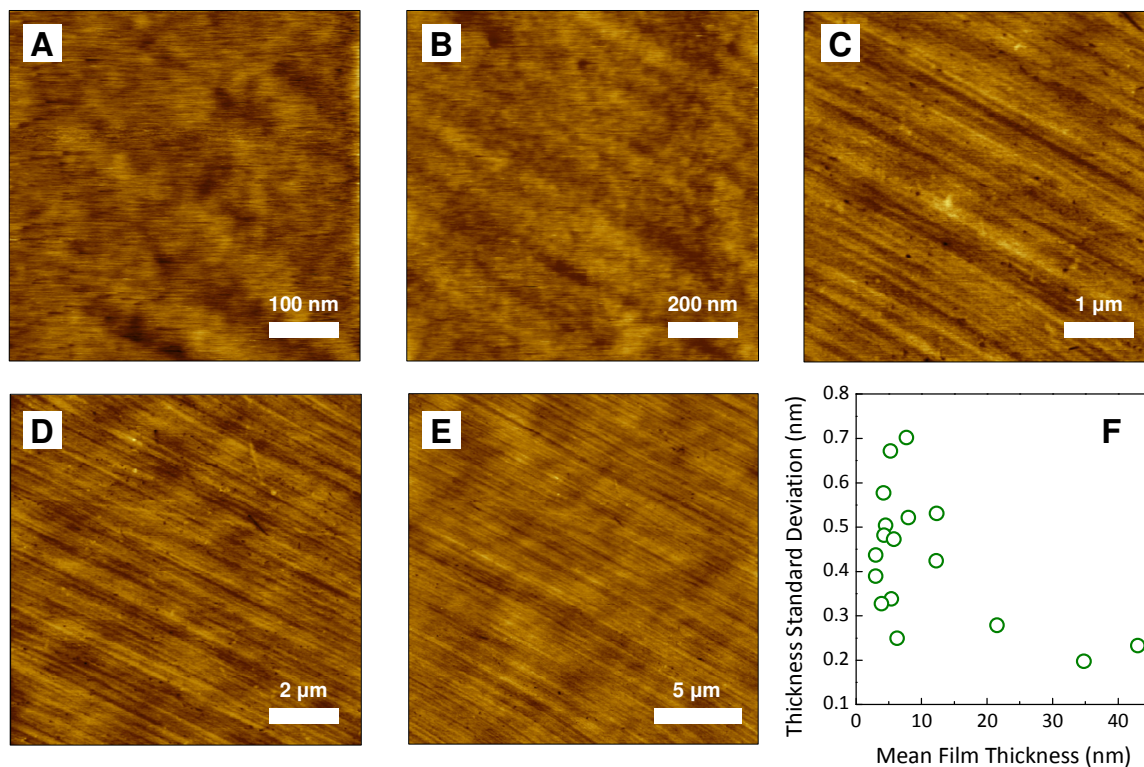 A
100 nm
B
200 nm
C
1 µm
D
2 µm
E
5 µm
F
Thickness Standard Deviation (nm)
0.8
0.7
0.6
0.5
0.4
0.3
0.2
0.1
0 10 20 30 40
Mean Film Thickness (nm)